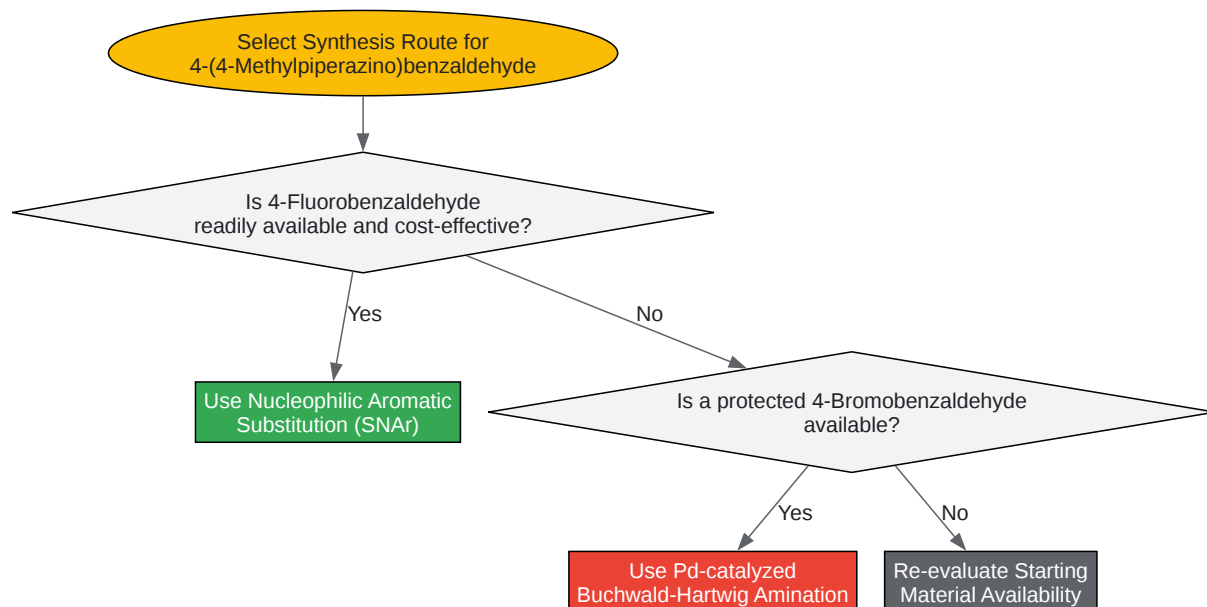 Select Synthesis Route for
4-(4-Methylpiperazino)benzaldehyde
Is 4-Fluorobenzaldehyde
readily available and cost-effective?
Yes
No
Use Nucleophilic Aromatic
Substitution (SNAr)
Is a protected 4-Bromobenzaldehyde
available?
Yes
No
Use Pd-catalyzed
Buchwald-Hartwig Amination
Re-evaluate Starting
Material Availability